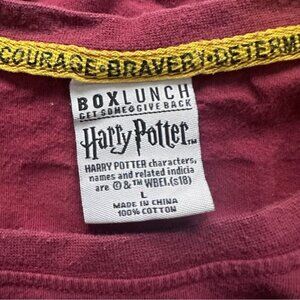 COURAGE•BRAVERY•DETERM
BOXLUNCH
GET SOME GIVE BACK
Harry Potter™
HARRY POTTER characters,
names and related indicia
are © & ™ WBEI.(s18)
L
MADE IN CHINA
100% COTTON